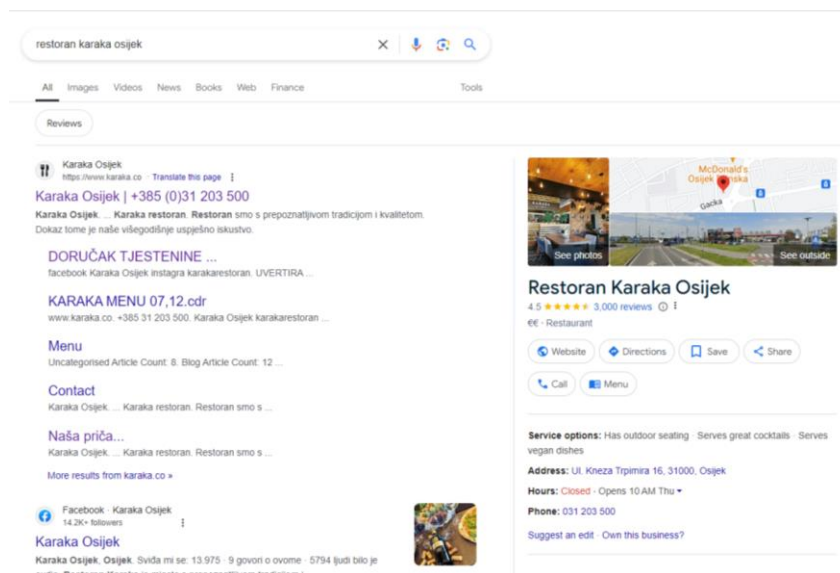 restoran karaka osijek
All Images Videos News Books Web Finance Tools
Reviews
Karaka Osijek
https://www.karaka.co · Translate this page
Karaka Osijek | +385 (0)31 203 500
Karaka Osijek. ... Karaka restoran. Restoran smo s prepoznatljivom tradicijom i kvalitetom.
Dokaz tome je naše višegodišnje uspješno iskustvo.
DORUČAK TJESTENINE ...
facebook Karaka Osijek instagra karakarestoran. UVERTIRA ...
KARAKA MENU 07,12.cdr
www.karaka.co. +385 31 203 500. Karaka Osijek karakarestoran ...
Menu
Uncategorised Article Count: 8. Blog Article Count: 12 ...
Contact
Karaka Osijek. ... Karaka restoran. Restoran smo s ...
Naša priča...
Karaka Osijek. ... Karaka restoran. Restoran smo s ...
More results from karaka.co »
Facebook · Karaka Osijek
14.2K+ followers
Karaka Osijek
Karaka Osijek, Osijek. Sviđa mi se: 13.975 · 9 govori o ovome · 5794 ljudi bilo je
McDonald's
Osijek
Gacka
See photos
See outside
Restoran Karaka Osijek
4.5 3,000 reviews
€€ · Restaurant
Website Directions Save Share
Call Menu
Service options: Has outdoor seating · Serves great cocktails · Serves
vegan dishes
Address: Ul. Kneza Trpimira 16, 31000, Osijek
Hours: Closed · Opens 10 AM Thu
Phone: 031 203 500
Suggest an edit · Own this business?